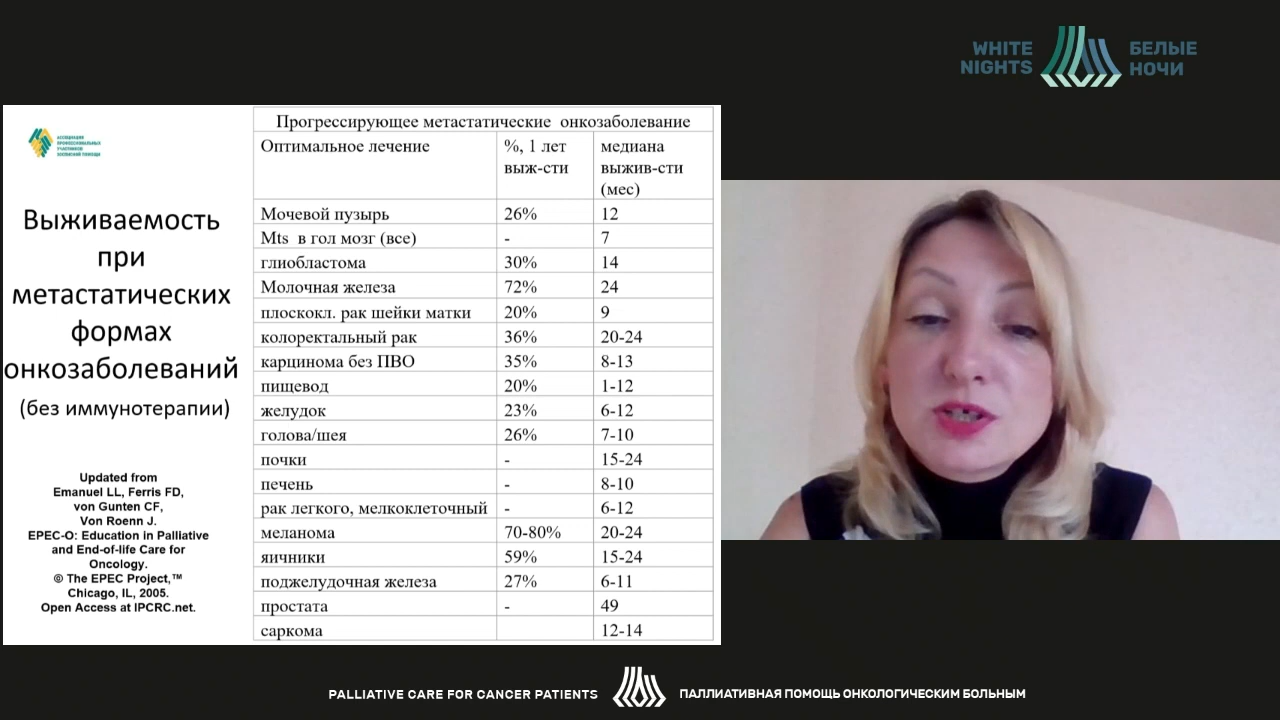 WHITE
NIGHTS
БЕЛЫЕ
НОЧИ
АССОЦИАЦИЯ
ПРОФЕССИОНАЛЬНЫХ
УЧАСТНИКОВ
ХОСПИСНОЙ ПОМОЩИ
Выживаемость
при
метастатических
формах
онкозаболеваний
(без иммунотерапии)
Updated from
Emanuel LL, Ferris FD,
von Gunten CF,
Von Roenn J.
EPEC-O: Education in Palliative
and End-of-life Care for
Oncology.
© The EPEC Project,™
Chicago, IL, 2005.
Open Access at IPCRC.net.
Прогрессирующее метастатические онкозаболевание
Оптимальное лечение %, 1 лет выж-сти медиана выжив-сти (мес)
Мочевой пузырь 26% 12
Mts в гол мозг (все) - 7
глиобластома 30% 14
Молочная железа 72% 24
плоскокл. рак шейки матки 20% 9
колоректальный рак 36% 20-24
карцинома без ПВО 35% 8-13
пищевод 20% 1-12
желудок 23% 6-12
голова/шея 26% 7-10
почки - 15-24
печень - 8-10
рак легкого, мелкоклеточный - 6-12
меланома 70-80% 20-24
яичники 59% 15-24
поджелудочная железа 27% 6-11
простата - 49
саркома 12-14
PALLIATIVE CARE FOR CANCER PATIENTS
ПАЛЛИАТИВНАЯ ПОМОЩЬ ОНКОЛОГИЧЕСКИМ БОЛЬНЫМ